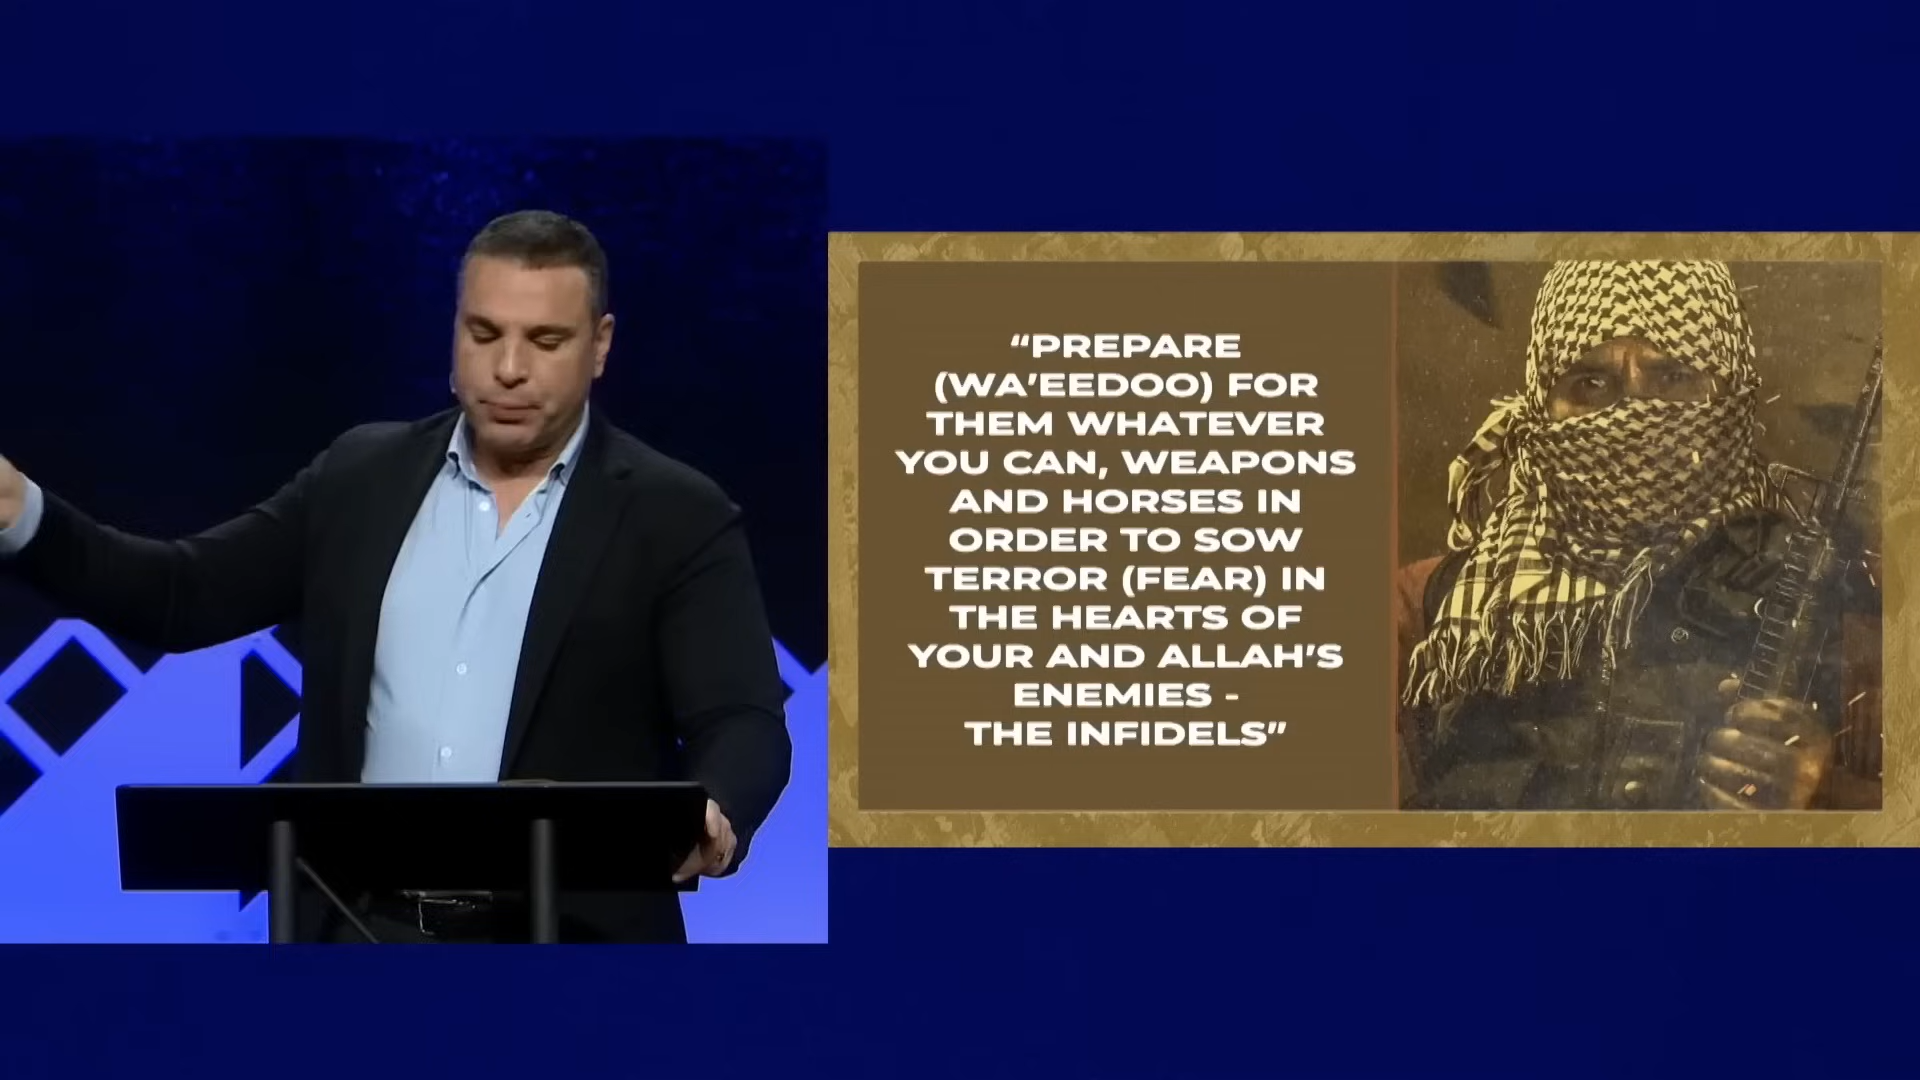 “PREPARE
(WA’EEDOO) FOR
THEM WHATEVER
YOU CAN, WEAPONS
AND HORSES IN
ORDER TO SOW
TERROR (FEAR) IN
THE HEARTS OF
YOUR AND ALLAH’S
ENEMIES -
THE INFIDELS”